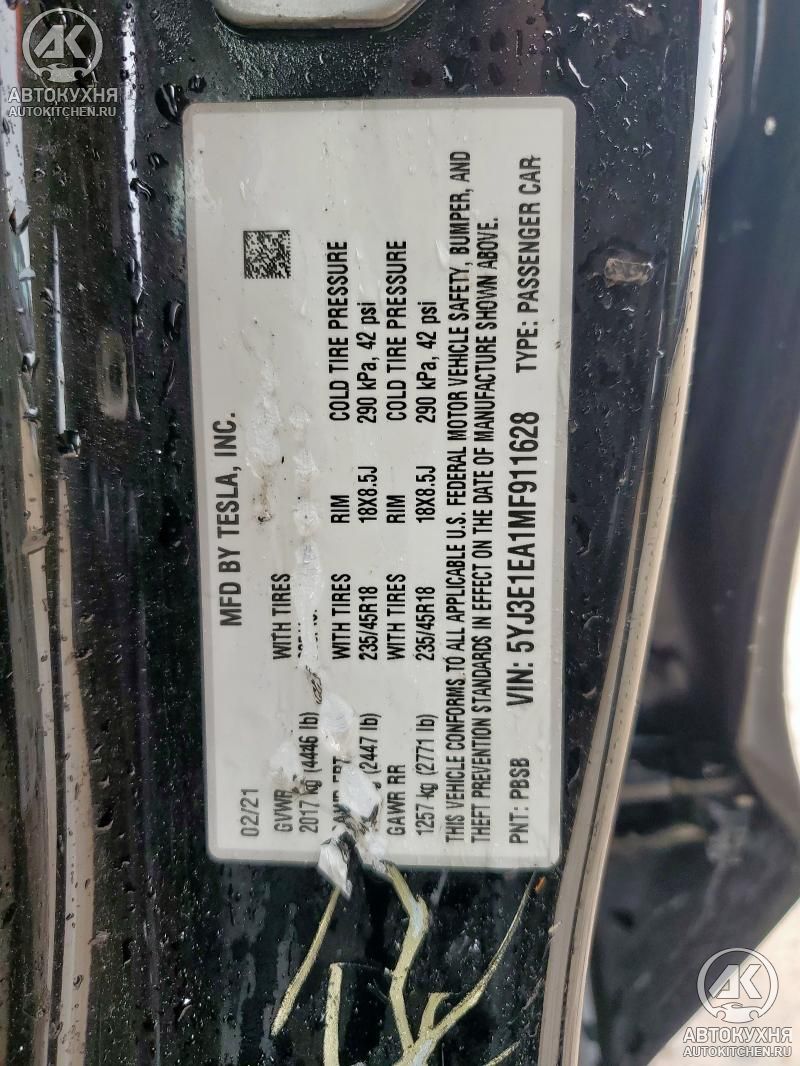 АВТОКУХНЯ
AUTOKITCHEN.RU
MFD BY TESLA, INC.
02/21
GVWR WITH TIRES
2017 kg (4446 lb)
WITH TIRES RIM COLD TIRE PRESSURE
(2447 lb) 235/45R18 18X8.5J 290 kPa, 42 psi
GAWR RR WITH TIRES RIM COLD TIRE PRESSURE
1257 kg (2771 lb) 235/45R18 18X8.5J 290 kPa, 42 psi
THIS VEHICLE CONFORMS TO ALL APPLICABLE U.S. FEDERAL MOTOR VEHICLE SAFETY, BUMPER, AND
THEFT PREVENTION STANDARDS IN EFFECT ON THE DATE OF MANUFACTURE SHOWN ABOVE.
PNT: PBSB VIN: 5YJ3E1EA1MF911628 TYPE: PASSENGER CAR
АВТОКУХНЯ
AUTOKITCHEN.RU